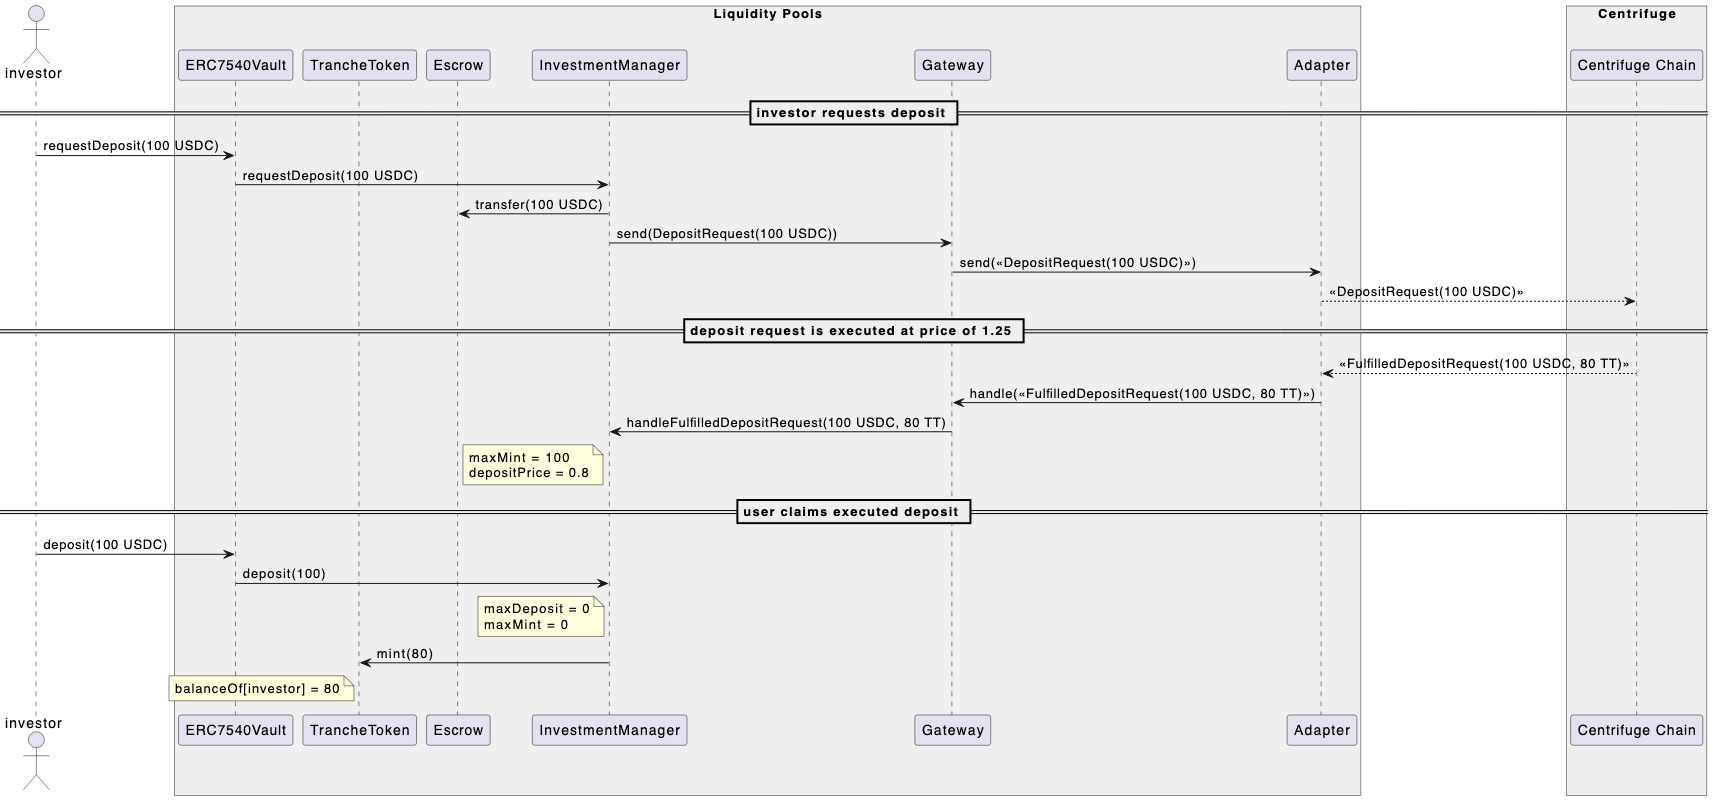 Liquidity Pools
Centrifuge
investor
ERC7540Vault
TrancheToken
Escrow
InvestmentManager
Gateway
Adapter
Centrifuge Chain
investor requests deposit
requestDeposit(100 USDC)
requestDeposit(100 USDC)
transfer(100 USDC)
send(DepositRequest(100 USDC))
send(«DepositRequest(100 USDC)»)
«DepositRequest(100 USDC)»
deposit request is executed at price of 1.25
«FulfilledDepositRequest(100 USDC, 80 TT)»
handle(«FulfilledDepositRequest(100 USDC, 80 TT)»)
handleFulfilledDepositRequest(100 USDC, 80 TT)
maxMint = 100
depositPrice = 0.8
user claims executed deposit
deposit(100 USDC)
deposit(100)
maxDeposit = 0
maxMint = 0
mint(80)
balanceOf[investor] = 80
investor
ERC7540Vault
TrancheToken
Escrow
InvestmentManager
Gateway
Adapter
Centrifuge Chain